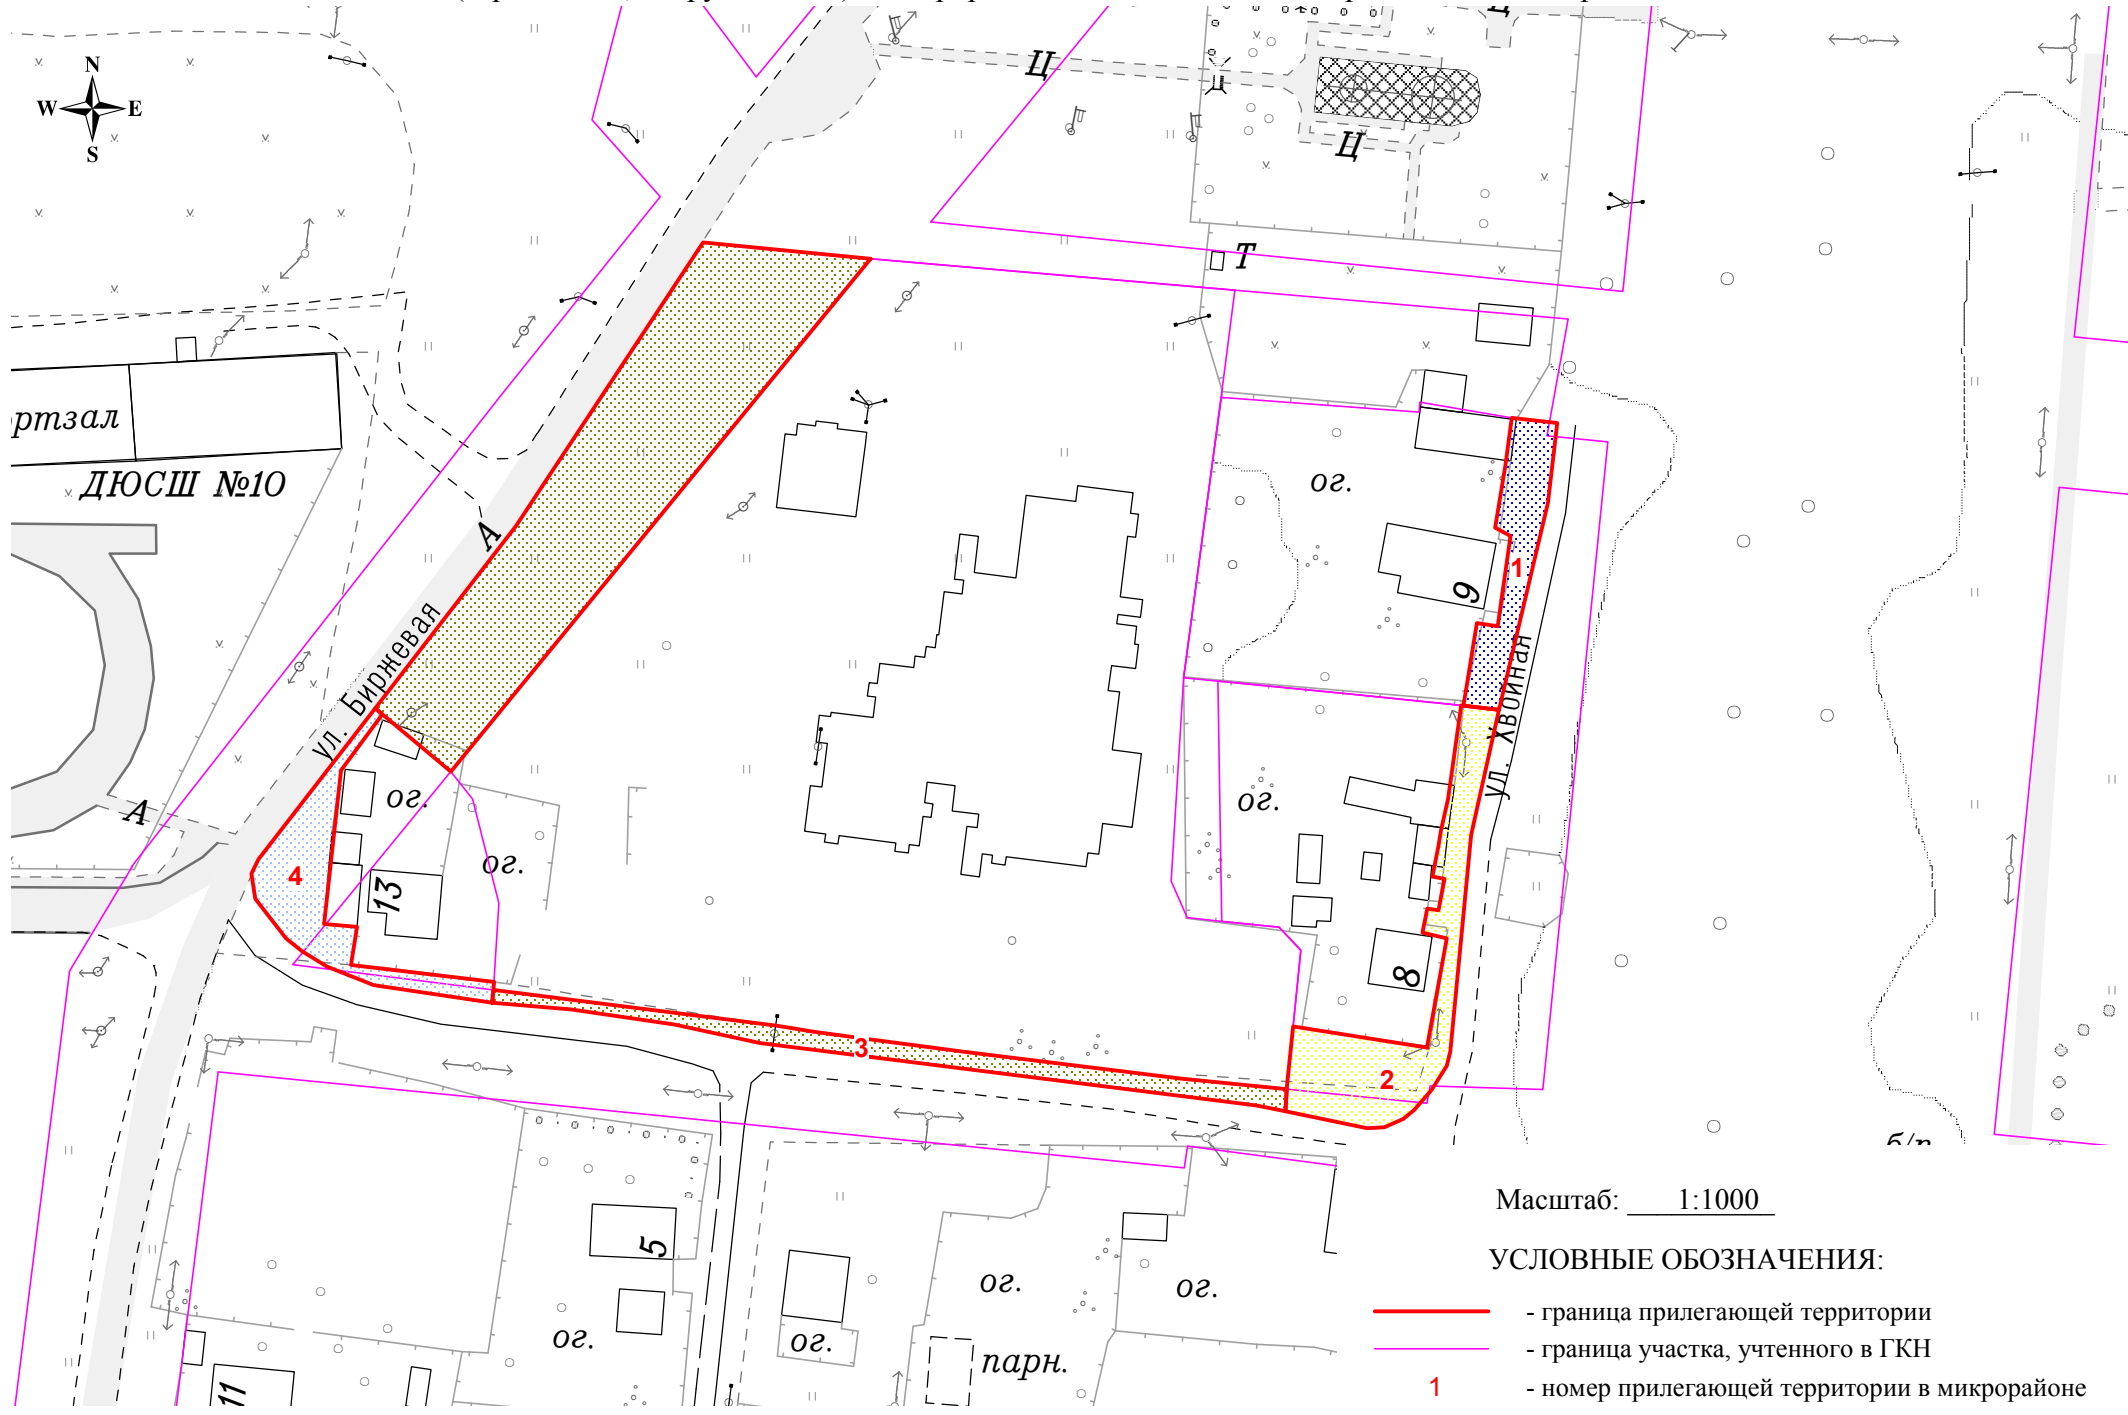 N
W E
S
Ц
Ц
Ц
Т
ртзал
ДЮСШ №10
А
ул. Биржевая
А
ог.
ог.
13
4
ог.
9
1
ул. Хвойная
ог.
8
2
3
б/п
5
ог.
ог.
ог.
ог.
парн.
11
Масштаб: 1:1000
УСЛОВНЫЕ ОБОЗНАЧЕНИЯ:
- граница прилегающей территории
- граница участка, учтенного в ГКН
1 - номер прилегающей территории в микрорайоне